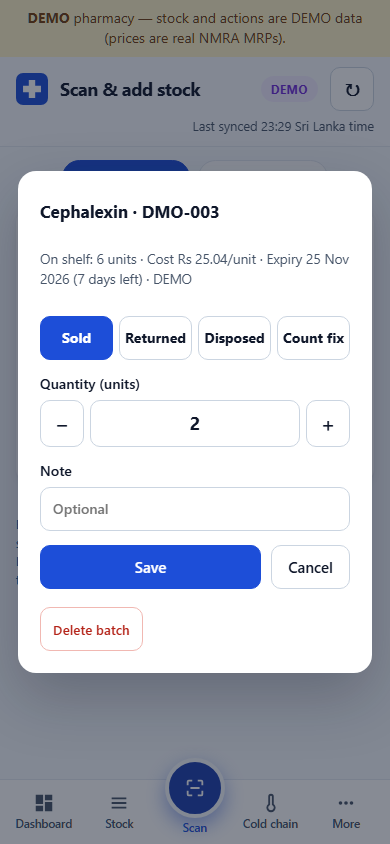 DEMO pharmacy — stock and actions are DEMO data
(prices are real NMRA MRPs).
Scan & add stock
DEMO
↻
Last synced 23:29 Sri Lanka time
Cephalexin · DMO-003
On shelf: 6 units · Cost Rs 25.04/unit · Expiry 25 Nov
2026 (7 days left) · DEMO
Sold
Returned
Disposed
Count fix
Quantity (units)
−
2
+
Note
Optional
Save
Cancel
Delete batch
Dashboard
Stock
Scan
Cold chain
More